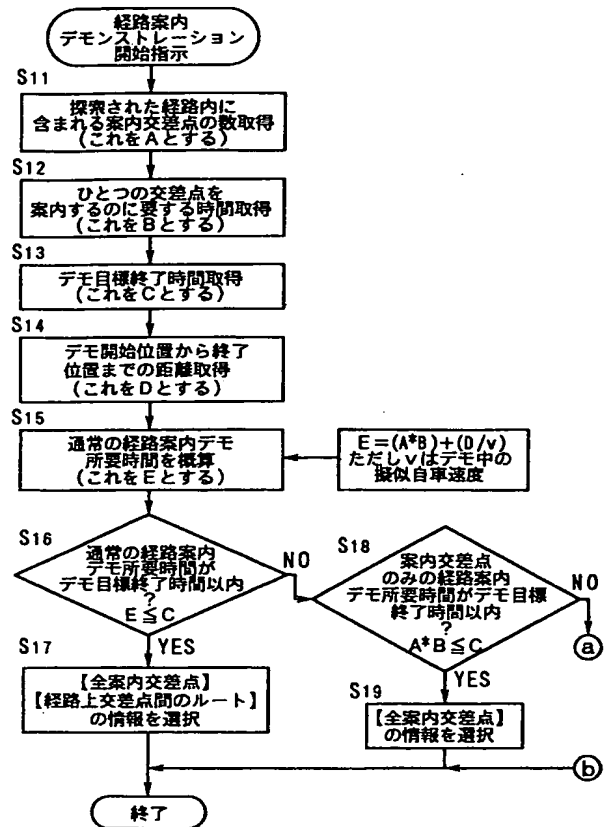 経路案内
デモンストレーション
開始指示
S11
探索された経路内に
含まれる案内交差点の数取得
(これをAとする)
S12
ひとつの交差点を
案内するのに要する時間取得
(これをBとする)
S13
デモ目標終了時間取得
(これをCとする)
S14
デモ開始位置から終了
位置までの距離取得
(これをDとする)
S15
通常の経路案内デモ
所要時間を概算
(これをEとする)
E=(A*B)+(D/v)
ただしvはデモ中の
擬似自車速度
S16
通常の経路案内
デモ所要時間が
デモ目標終了時間以内
?
E≦C
NO
YES
S18
案内交差点
のみの経路案内
デモ所要時間がデモ目標
終了時間以内
?
A*B≦C
NO
a
YES
S17
【全案内交差点】
【経路上交差点間のルート】
の情報を選択
S19
【全案内交差点】
の情報を選択
b
終了